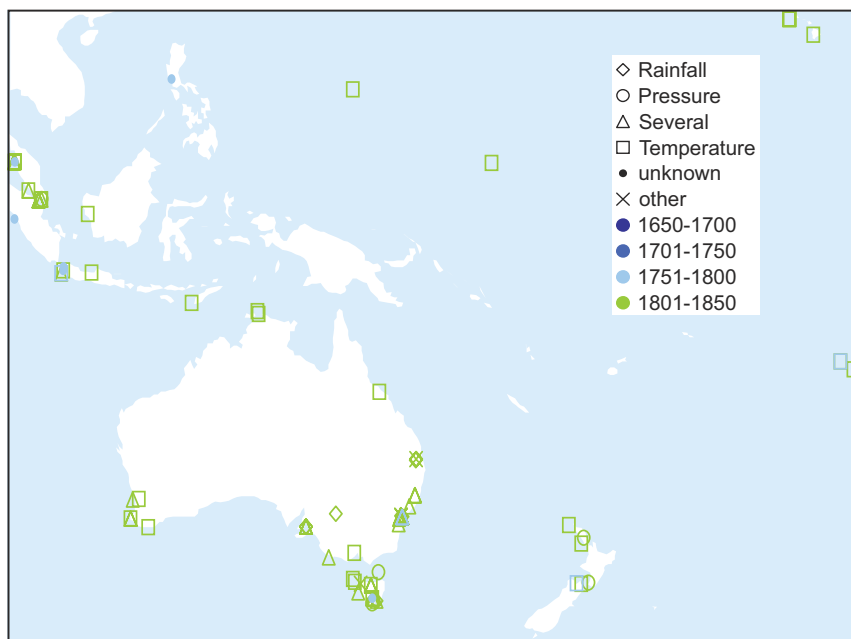 Rainfall
Pressure
Several
Temperature
unknown
other
1650-1700
1701-1750
1751-1800
1801-1850